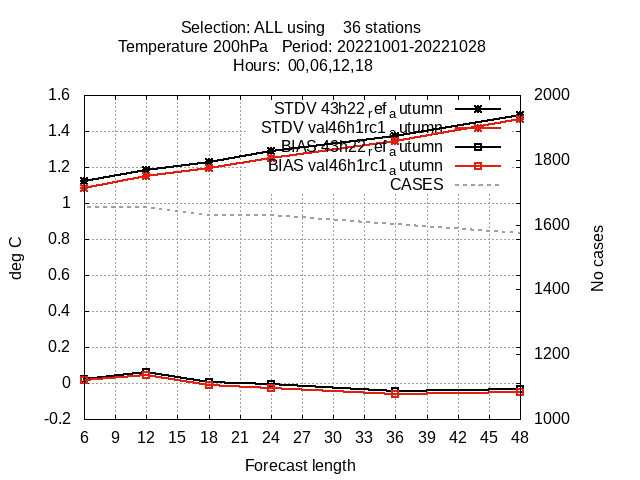 Selection: ALL using    36 stations
Temperature 200hPa   Period: 20221001-20221028
Hours:  00,06,12,18
STDV 43h22ref_autumn
STDV val46h1rc1_autumn
BIAS 43h22ref_autumn
BIAS val46h1rc1_autumn
CASES
1.6
1.4
1.2
1
0.8
0.6
0.4
0.2
0
-0.2
deg C
2000
1800
1600
1400
1200
1000
No cases
6 9 12 15 18 21 24 27 30 33 36 39 42 45 48
Forecast length